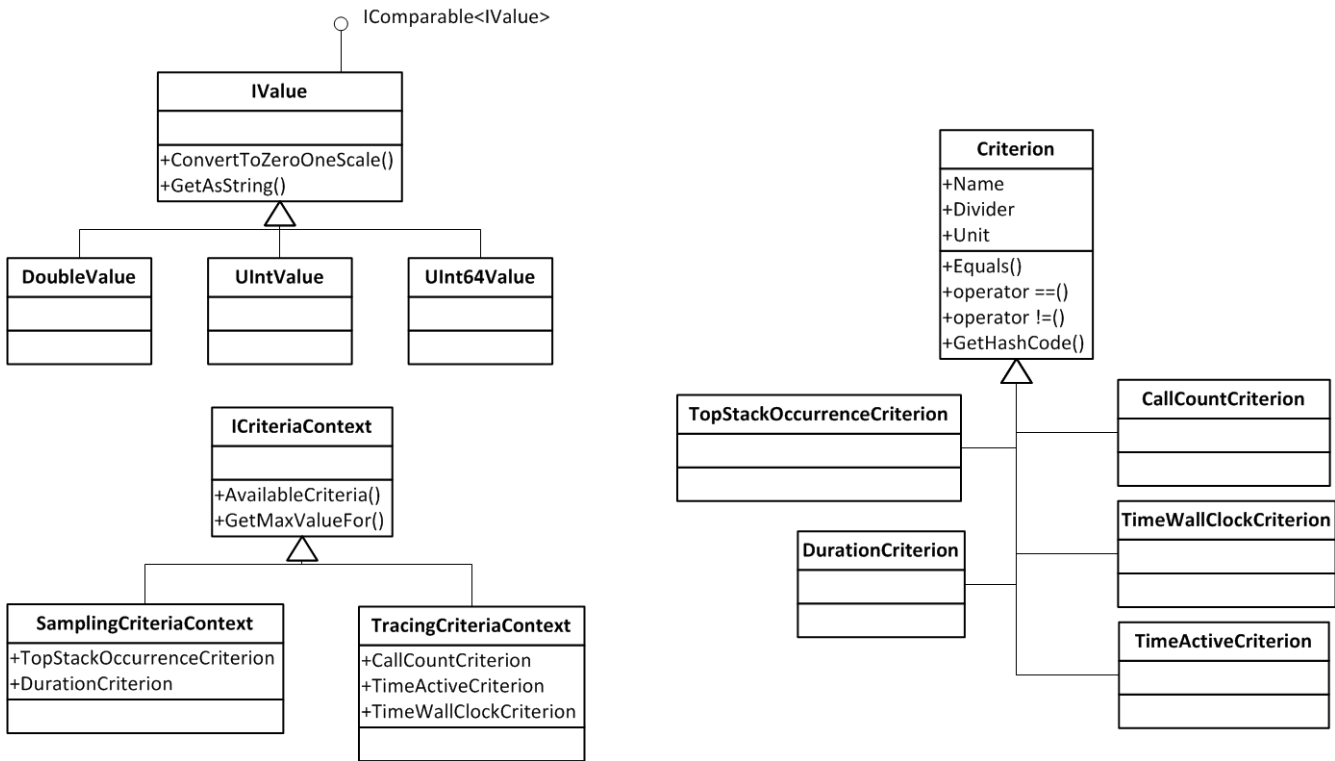 IComparable<IValue>
IValue
+ConvertToZeroOneScale()
+GetAsString()
DoubleValue
UIntValue
UInt64Value
ICriteriaContext
+AvailableCriteria()
+GetMaxValueFor()
SamplingCriteriaContext
+TopStackOccurrenceCriterion
+DurationCriterion
TracingCriteriaContext
+CallCountCriterion
+TimeActiveCriterion
+TimeWallClockCriterion
Criterion
+Name
+Divider
+Unit
+Equals()
+operator ==()
+operator !=()
+GetHashCode()
TopStackOccurrenceCriterion
CallCountCriterion
DurationCriterion
TimeWallClockCriterion
TimeActiveCriterion